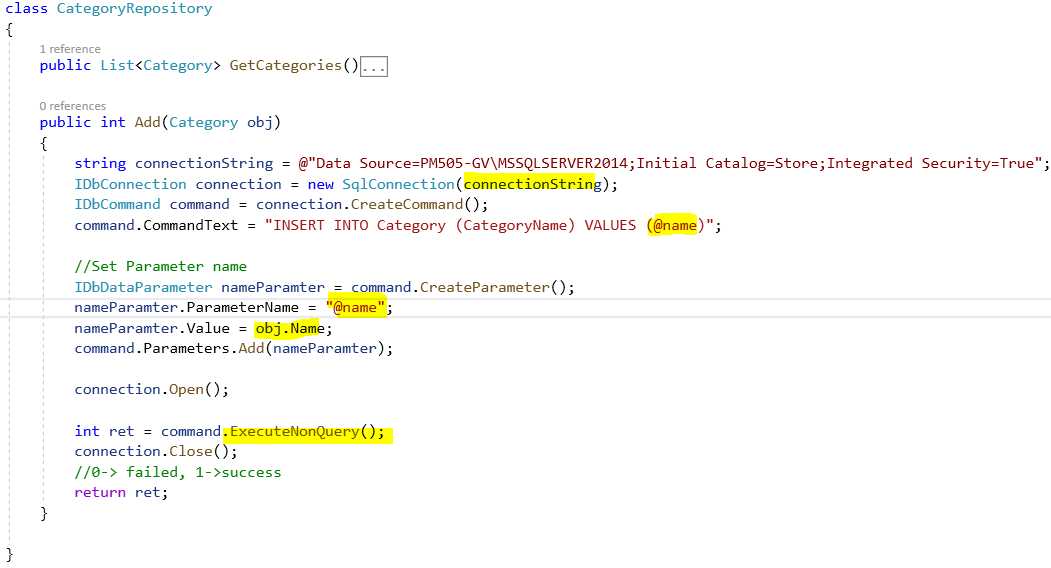 class CategoryRepository
{
1 reference
public List<Category> GetCategories()...
0 references
public int Add(Category obj)
{
string connectionString = @"Data Source=PM505-GV\MSSQLSERVER2014;Initial Catalog=Store;Integrated Security=True";
IDbConnection connection = new SqlConnection(connectionString);
IDbCommand command = connection.CreateCommand();
command.CommandText = "INSERT INTO Category (CategoryName) VALUES (@name)";
//Set Parameter name
IDbDataParameter nameParamter = command.CreateParameter();
nameParamter.ParameterName = "@name";
nameParamter.Value = obj.Name;
command.Parameters.Add(nameParamter);
connection.Open();
int ret = command.ExecuteNonQuery();
connection.Close();
//0-> failed, 1->success
return ret;
}
}